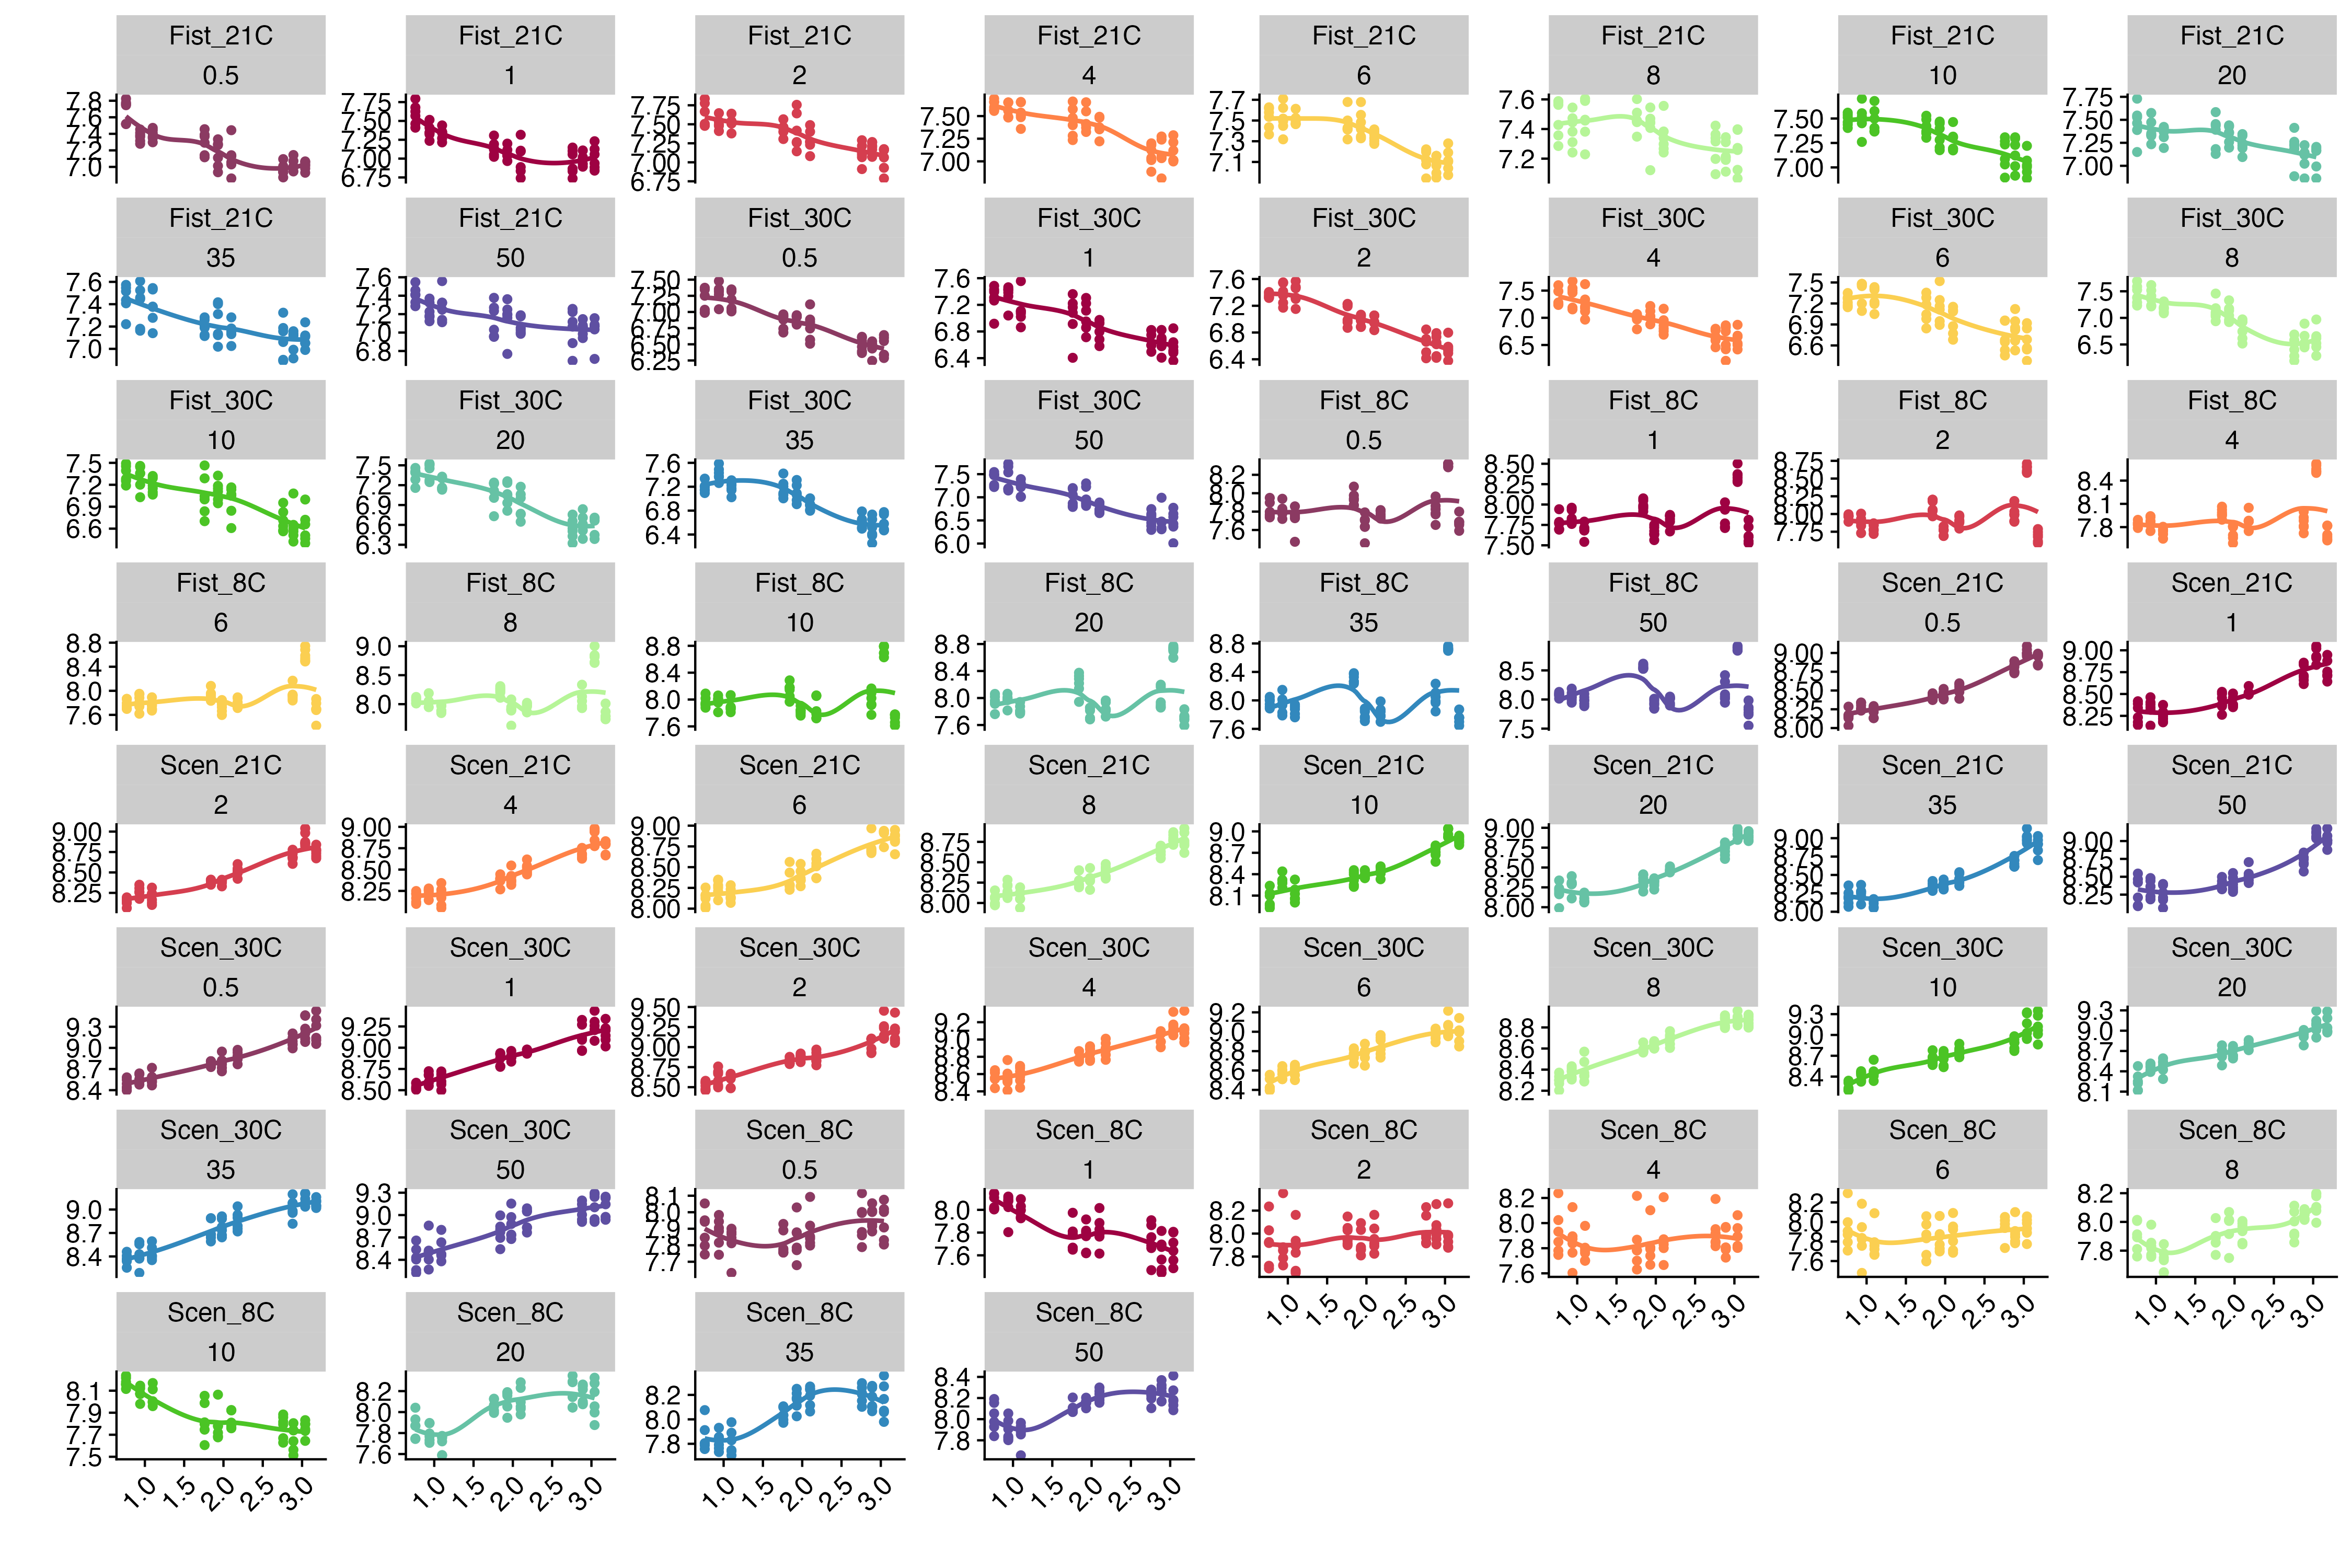 Fist_21C Fist_21C Fist_21C Fist_21C Fist_21C Fist_21C Fist_21C Fist_21C
0.5 1 2 4 6 8 10 20
7.8 7.6 7.4 7.2 7.0
7.75 7.50 7.25 7.00 6.75
7.75 7.50 7.25 7.00 6.75
7.50 7.25 7.00
7.7 7.5 7.3 7.1
7.6 7.4 7.2
7.50 7.25 7.00
7.75 7.50 7.25 7.00
Fist_21C Fist_21C Fist_30C Fist_30C Fist_30C Fist_30C Fist_30C Fist_30C
35 50 0.5 1 2 4 6 8
7.6 7.4 7.2 7.0
7.6 7.4 7.2 7.0 6.8
7.50 7.25 7.00 6.75 6.50 6.25
7.6 7.2 6.8 6.4
7.6 7.2 6.8 6.4
7.5 7.0 6.5
7.5 7.2 6.9 6.6
7.5 7.0 6.5
Fist_30C Fist_30C Fist_30C Fist_30C Fist_8C Fist_8C Fist_8C Fist_8C
10 20 35 50 0.5 1 2 4
7.5 7.2 6.9 6.6
7.5 7.2 6.9 6.6 6.3
7.6 7.2 6.8 6.4
7.5 7.0 6.5 6.0
8.2 8.0 7.8 7.6
8.50 8.25 8.00 7.75 7.50
8.75 8.50 8.25 8.00 7.75
8.4 8.1 7.8
Fist_8C Fist_8C Fist_8C Fist_8C Fist_8C Fist_8C Scen_21C Scen_21C
6 8 10 20 35 50 0.5 1
8.8 8.4 8.0 7.6
9.0 8.5 8.0
8.8 8.4 8.0 7.6
8.8 8.4 8.0 7.6
8.8 8.4 8.0 7.6
8.5 8.0 7.5
9.00 8.75 8.50 8.25 8.00
9.00 8.75 8.50 8.25
Scen_21C Scen_21C Scen_21C Scen_21C Scen_21C Scen_21C Scen_21C Scen_21C
2 4 6 8 10 20 35 50
9.00 8.75 8.50 8.25
9.00 8.75 8.50 8.25
9.00 8.75 8.50 8.25 8.00
8.75 8.50 8.25 8.00
9.0 8.7 8.4 8.1
9.00 8.75 8.50 8.25 8.00
9.00 8.75 8.50 8.25 8.00
9.00 8.75 8.50 8.25
Scen_30C Scen_30C Scen_30C Scen_30C Scen_30C Scen_30C Scen_30C Scen_30C
0.5 1 2 4 6 8 10 20
9.3 9.0 8.7 8.4
9.25 9.00 8.75 8.50
9.50 9.25 9.00 8.75 8.50
9.2 9.0 8.8 8.6 8.4
9.2 9.0 8.8 8.6 8.4
8.8 8.6 8.4 8.2
9.3 9.0 8.7 8.4
9.3 9.0 8.7 8.4 8.1
Scen_30C Scen_30C Scen_8C Scen_8C Scen_8C Scen_8C Scen_8C Scen_8C
35 50 0.5 1 2 4 6 8
9.0 8.7 8.4
9.3 9.0 8.7 8.4
8.1 8.0 7.9 7.8 7.7
8.0 7.8 7.6
8.2 8.0 7.8
8.2 8.0 7.8 7.6
8.2 8.0 7.8 7.6
8.2 8.0 7.8
1.0 1.5 2.0 2.5 3.0
1.0 1.5 2.0 2.5 3.0
1.0 1.5 2.0 2.5 3.0
1.0 1.5 2.0 2.5 3.0
Scen_8C Scen_8C Scen_8C Scen_8C
10 20 35 50
8.1 7.9 7.7 7.5
8.2 8.0 7.8 7.6
8.2 8.0 7.8
8.4 8.2 8.0 7.8
1.0 1.5 2.0 2.5 3.0
1.0 1.5 2.0 2.5 3.0
1.0 1.5 2.0 2.5 3.0
1.0 1.5 2.0 2.5 3.0